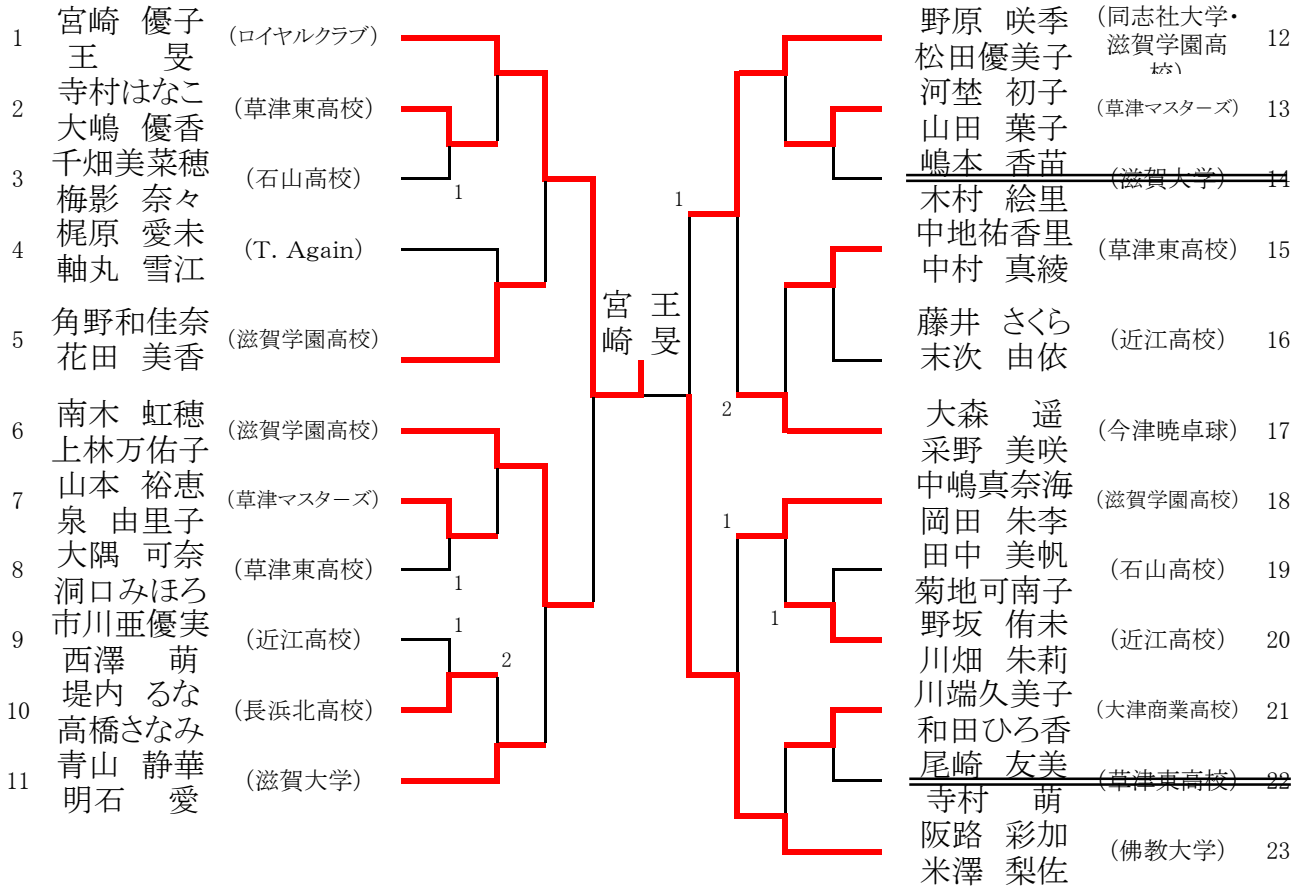 1 宮崎 優子 (ロイヤルクラブ)
王 旻
2 寺村はなこ (草津東高校)
大嶋 優香
3 千畑美菜穂 (石山高校)
梅影 奈々
1
4 梶原 愛未 (T. Again)
軸丸 雪江
5 角野和佳奈 (滋賀学園高校)
花田 美香
6 南木 虹穂 (滋賀学園高校)
上林万佑子
7 山本 裕恵 (草津マスターズ)
泉 由里子
8 大隅 可奈 (草津東高校)
洞口みほろ
1
9 市川亜優実 (近江高校)
西澤 萌
1
2
10 堤内 るな (長浜北高校)
高橋さなみ
11 青山 静華 (滋賀大学)
明石 愛
宮崎
王旻
野原 咲季 (同志社大学・滋賀学園高校) 12
松田優美子
河埜 初子 (草津マスターズ) 13
山田 葉子
嶋本 香苗 (滋賀大学) 14
木村 絵里
1
中地祐香里 (草津東高校) 15
中村 真綾
藤井 さくら (近江高校) 16
末次 由依
2
大森 遥 (今津暁卓球) 17
采野 美咲
中嶋真奈海 (滋賀学園高校) 18
岡田 朱李
1
田中 美帆 (石山高校) 19
菊地可南子
1
野坂 侑未 (近江高校) 20
川畑 朱莉
川端久美子 (大津商業高校) 21
和田ひろ香
尾崎 友美 (草津東高校) 22
寺村 萌
阪路 彩加 (佛教大学) 23
米澤 梨佐